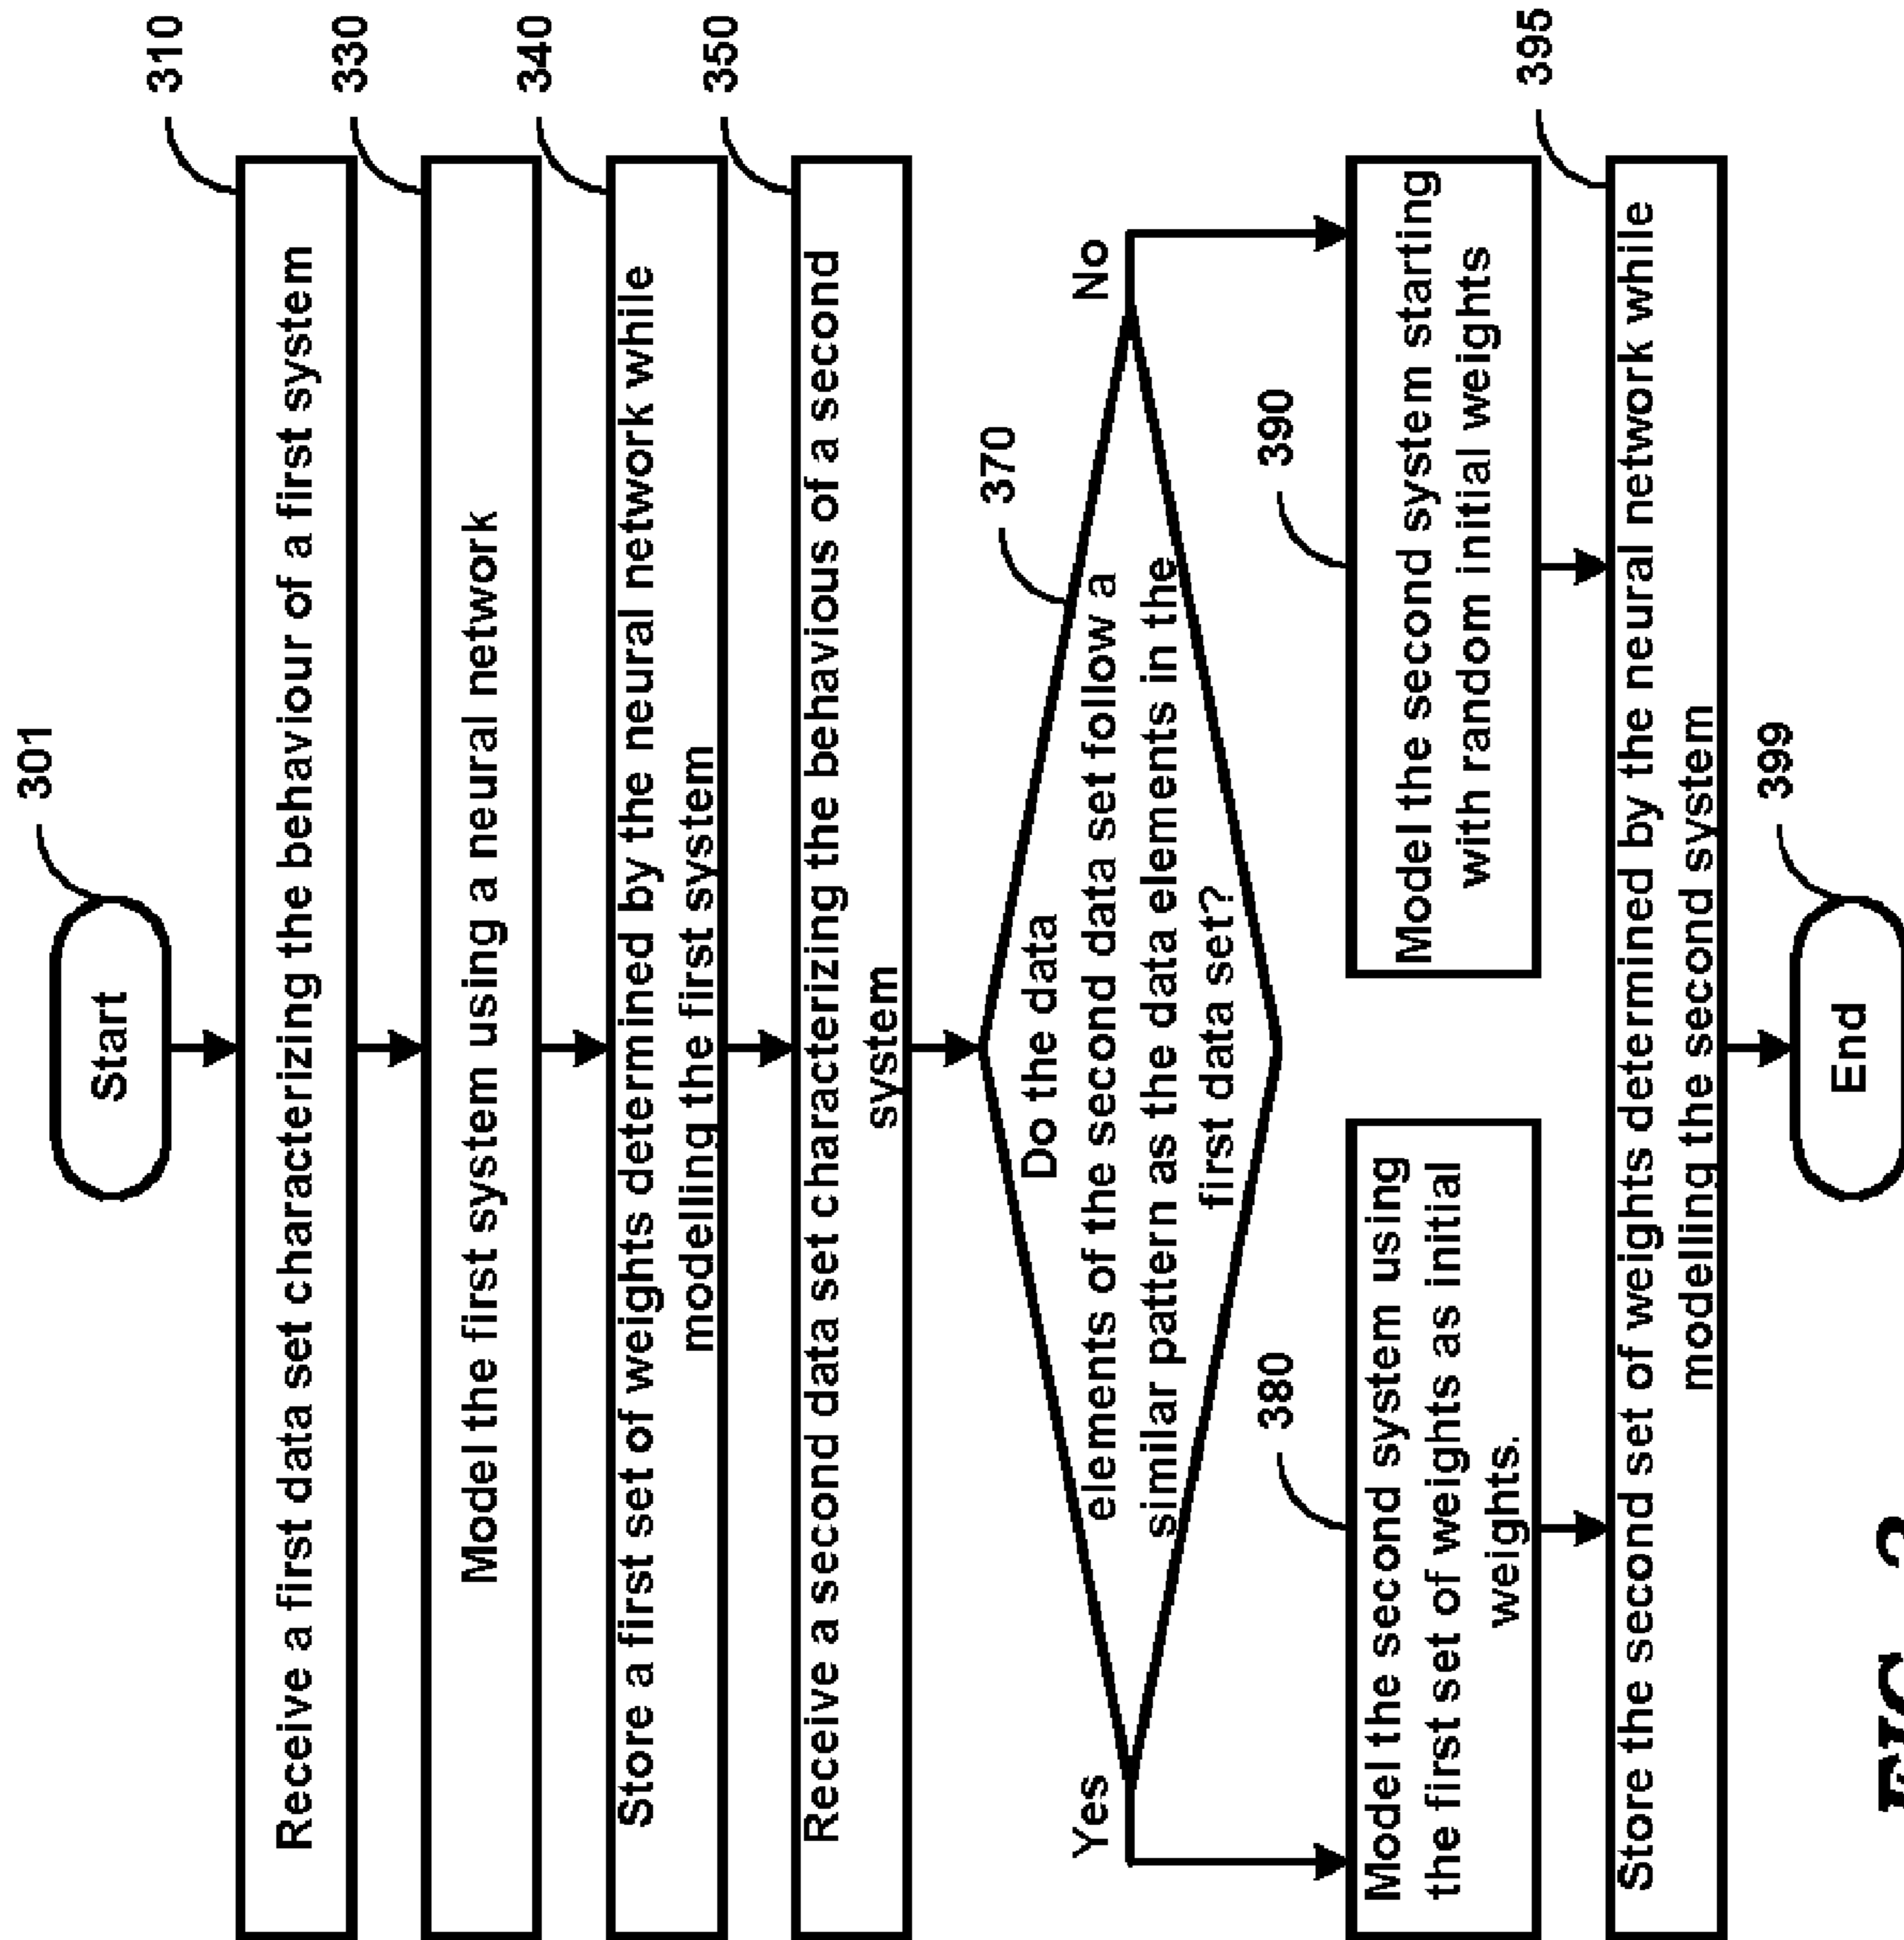 301
Start
310
Receive a first data set characterizing the behaviour of a first system
330
Model the first system using a neural network
340
Store a first set of weights determined by the neural network while
modelling the first system
350
Receive a second data set characterizing the behavious of a second
system
370
Do the data
elements of the second data set follow a
similar pattern as the data elements in the
first data set?
Yes
No
380
Model the second system using
the first set of weights as initial
weights.
390
Model the second system starting
with random initial weights
395
Store the second set of weights determined by the neural network while
modelling the second system
399
End